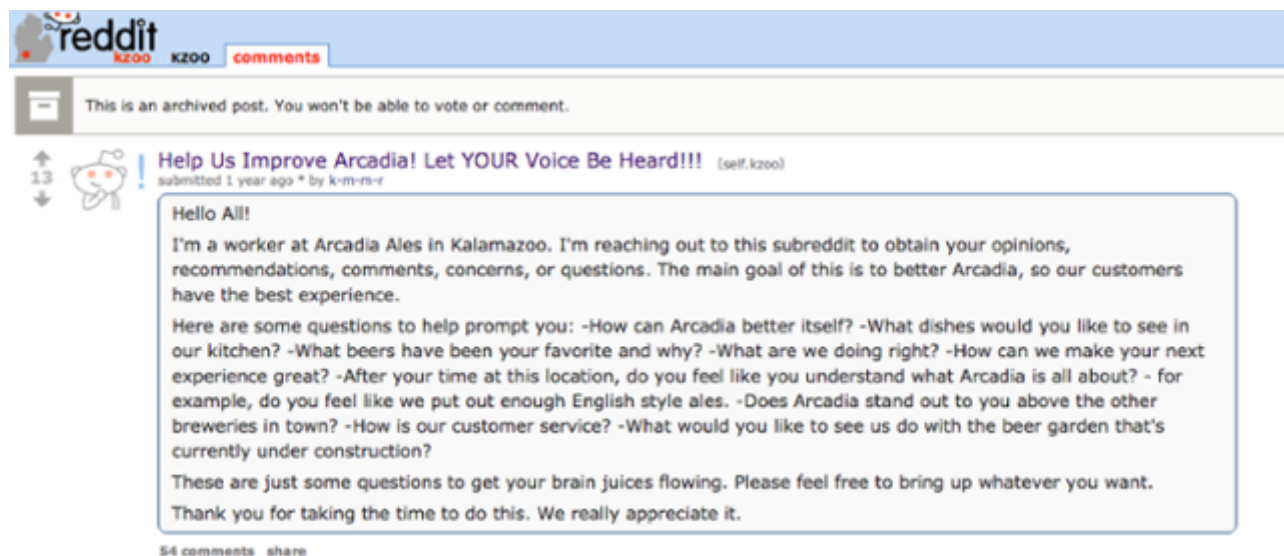 reddit
kzoo KZOO comments
This is an archived post. You won't be able to vote or comment.
13
Help Us Improve Arcadia! Let YOUR Voice Be Heard!!! (self.kzoo)
submitted 1 year ago * by k-m-m-r
Hello All!
I'm a worker at Arcadia Ales in Kalamazoo. I'm reaching out to this subreddit to obtain your opinions,
recommendations, comments, concerns, or questions. The main goal of this is to better Arcadia, so our customers
have the best experience.
Here are some questions to help prompt you: -How can Arcadia better itself? -What dishes would you like to see in
our kitchen? -What beers have been your favorite and why? -What are we doing right? -How can we make your next
experience great? -After your time at this location, do you feel like you understand what Arcadia is all about? - for
example, do you feel like we put out enough English style ales. -Does Arcadia stand out to you above the other
breweries in town? -How is our customer service? -What would you like to see us do with the beer garden that's
currently under construction?
These are just some questions to get your brain juices flowing. Please feel free to bring up whatever you want.
Thank you for taking the time to do this. We really appreciate it.
54 comments share